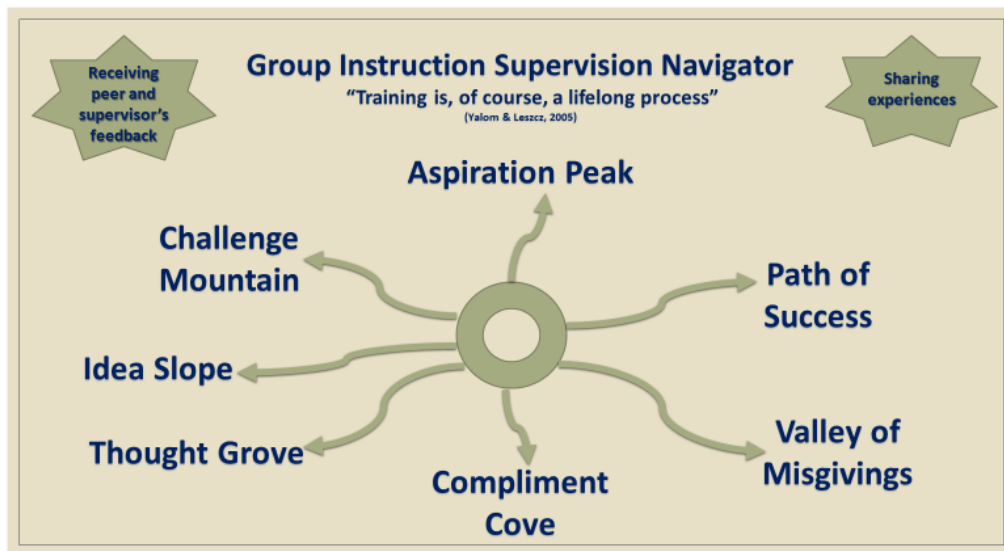 Receiving
peer and
supervisor's
feedback
Group Instruction Supervision Navigator
"Training is, of course, a lifelong process"
(Yalom & Leszcz, 2005)
Sharing
experiences
Aspiration Peak
Challenge
Mountain
Path of
Success
Idea Slope
Thought Grove
Valley of
Misgivings
Compliment
Cove